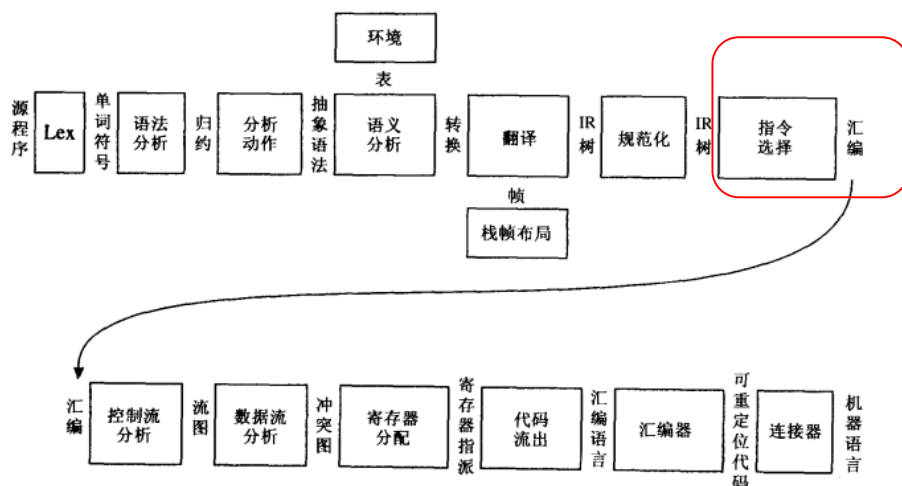 环境
表
源程序
Lex
单词符号
语法
分析
归约
分析
动作
抽象语法
语义
分析
转换
翻译
IR
树
规范化
IR
树
指令
选择
汇编
帧
栈帧布局
汇编
控制流
分析
流图
数据流
分析
冲突图
寄存器
分配
寄存器指派
代码
流出
汇编语言
汇编器
可重定位代码
连接器
机器语言